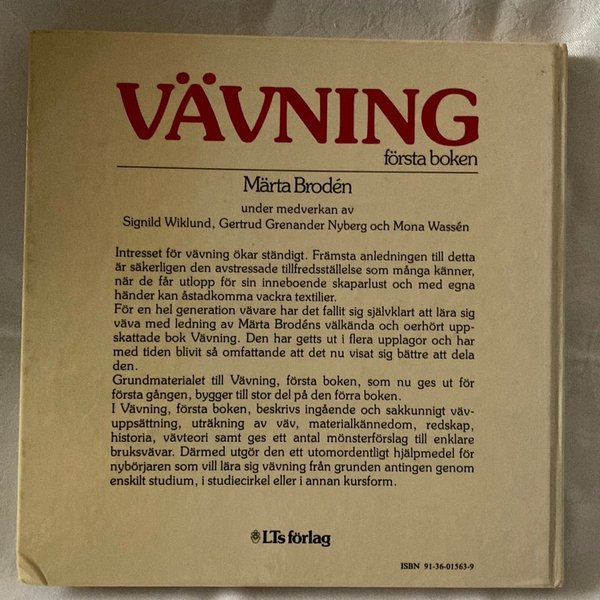 VÄVNING
första boken
Märta Brodén
under medverkan av
Signild Wiklund, Gertrud Grenander Nyberg och Mona Wassén
Intresset för vävning ökar ständigt. Främsta anledningen till detta
är säkerligen den avstressade tillfredsställelse som många känner,
när de får utlopp för sin inneboende skaparlust och med egna
händer kan åstadkomma vackra textilier.
För en hel generation vävare har det fallit sig självklart att lära sig
väva med ledning av Märta Brodéns välkända och oerhört upp-
skattade bok Vävning. Den har getts ut i flera upplagor och har
med tiden blivit så omfattande att det nu visat sig bättre att dela
den.
Grundmaterialet till Vävning, första boken, som nu ges ut för
första gången, bygger till stor del på den förra boken.
I Vävning, första boken, beskrivs ingående och sakkunnigt väv-
uppsättning, uträkning av väv, materialkännedom, redskap,
historia, vävteori samt ges ett antal mönsterförslag till enklare
bruksvävar. Därmed utgör den ett utomordentligt hjälpmedel för
nybörjaren som vill lära sig vävning från grunden antingen genom
enskilt studium, i studiecirkel eller i annan kursform.
LTs förlag
ISBN 91-36-01563-9